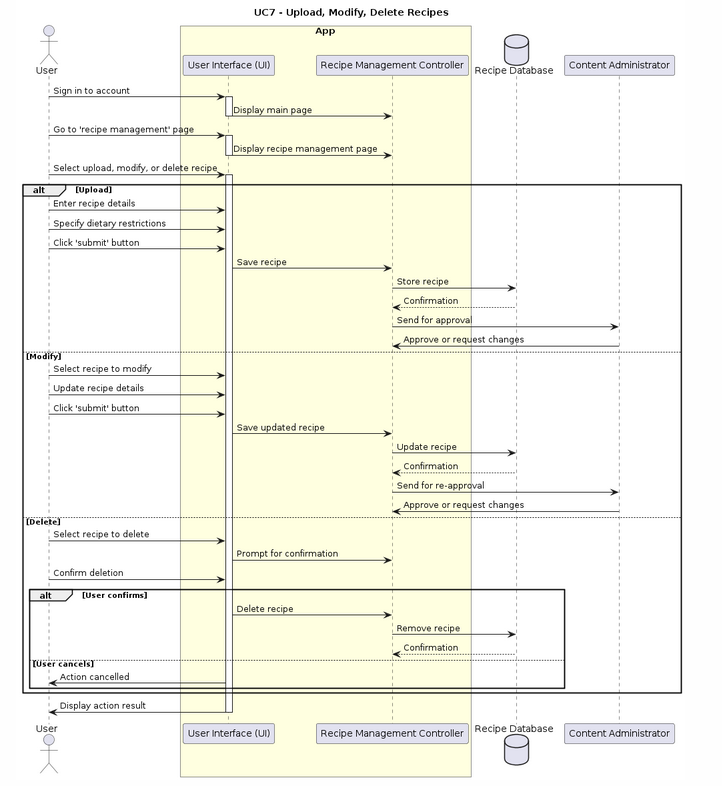 UC7 - Upload, Modify, Delete Recipes
App
User
User Interface (UI)
Recipe Management Controller
Recipe Database
Content Administrator
Sign in to account
Display main page
Go to 'recipe management' page
Display recipe management page
Select upload, modify, or delete recipe
alt [Upload]
Enter recipe details
Specify dietary restrictions
Click 'submit' button
Save recipe
Store recipe
Confirmation
Send for approval
Approve or request changes
[Modify]
Select recipe to modify
Update recipe details
Click 'submit' button
Save updated recipe
Update recipe
Confirmation
Send for re-approval
Approve or request changes
[Delete]
Select recipe to delete
Prompt for confirmation
Confirm deletion
alt [User confirms]
Delete recipe
Remove recipe
Confirmation
[User cancels]
Action cancelled
Display action result
User
User Interface (UI)
Recipe Management Controller
Recipe Database
Content Administrator